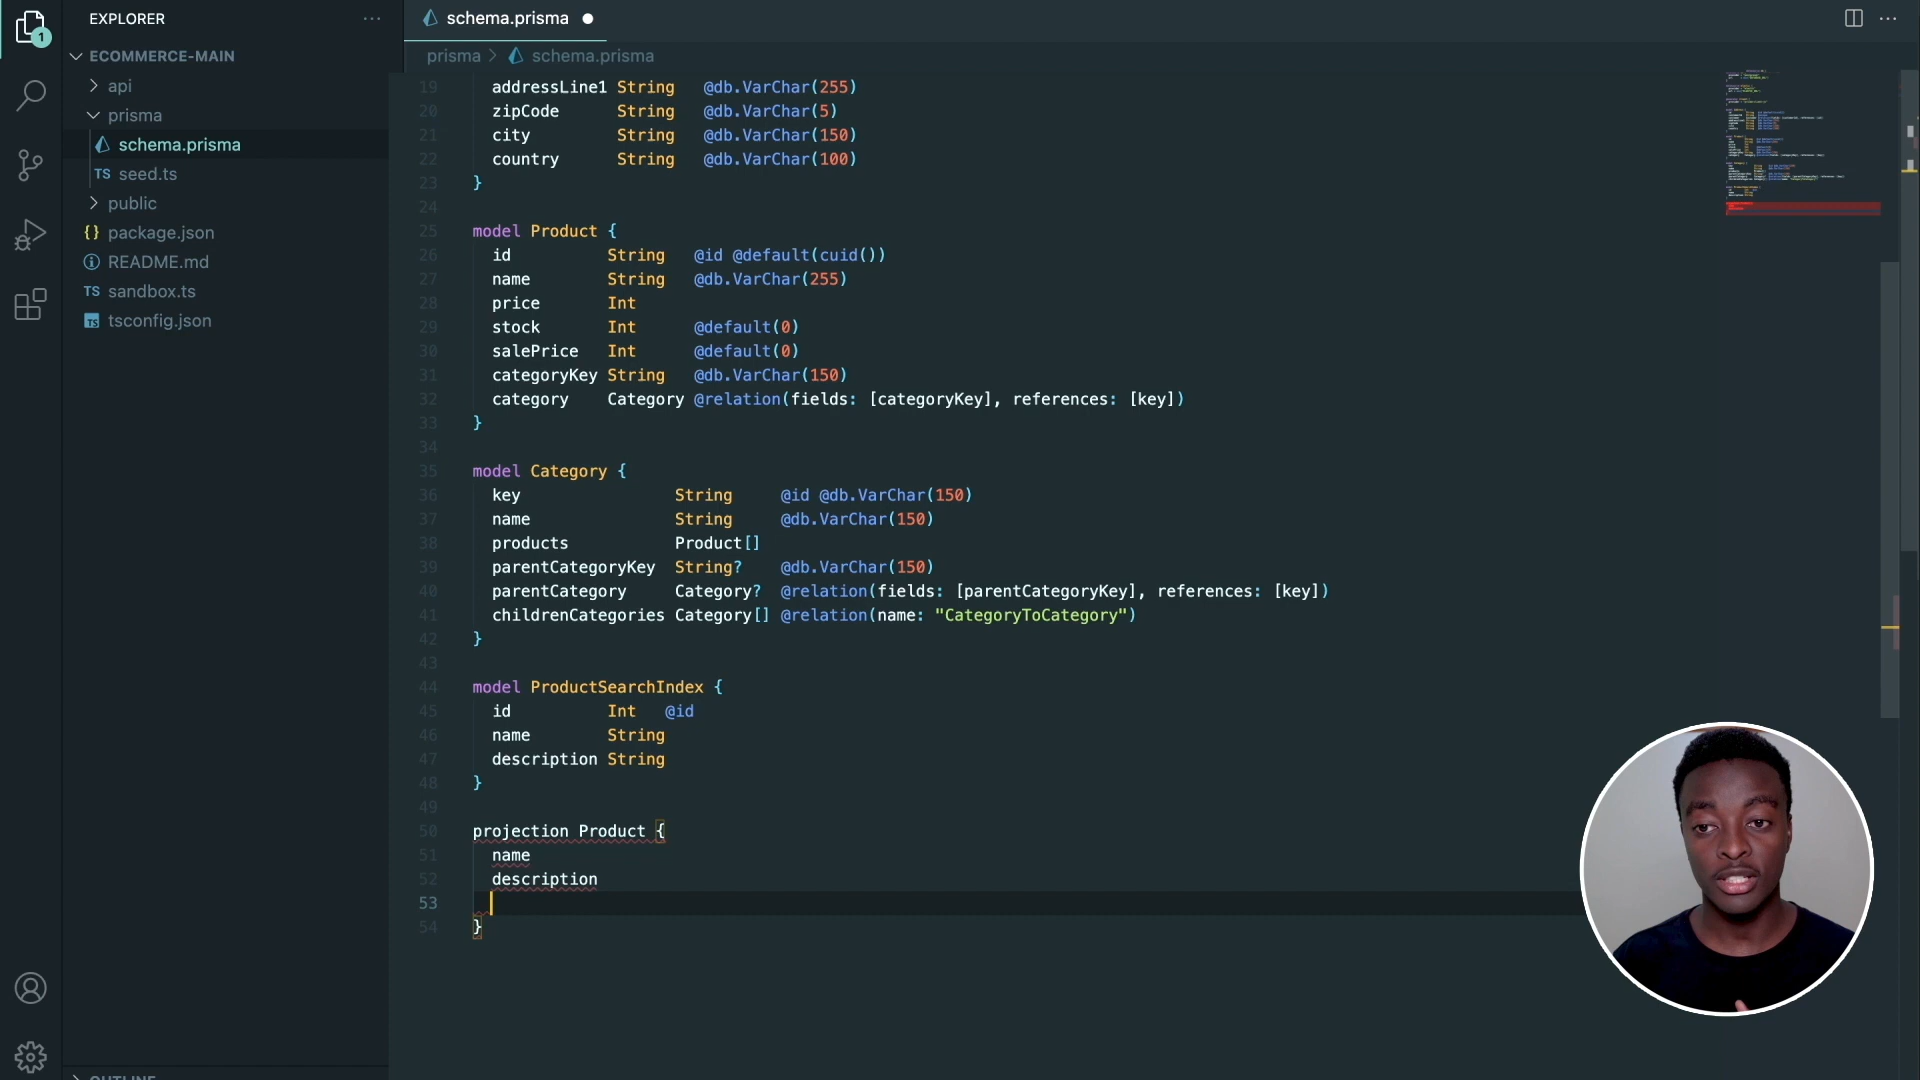 EXPLORER
schema.prisma
1
ECOMMERCE-MAIN
prisma > schema.prisma
api
prisma
schema.prisma
TS seed.ts
public
{} package.json
README.md
TS sandbox.ts
TS tsconfig.json
19 addressLine1 String @db.VarChar(255)
20 zipCode String @db.VarChar(5)
21 city String @db.VarChar(150)
22 country String @db.VarChar(100)
23 }
24
25 model Product {
26 id String @id @default(cuid())
27 name String @db.VarChar(255)
28 price Int
29 stock Int @default(0)
30 salePrice Int @default(0)
31 categoryKey String @db.VarChar(150)
32 category Category @relation(fields: [categoryKey], references: [key])
33 }
34
35 model Category {
36 key String @id @db.VarChar(150)
37 name String @db.VarChar(150)
38 products Product[]
39 parentCategoryKey String? @db.VarChar(150)
40 parentCategory Category? @relation(fields: [parentCategoryKey], references: [key])
41 childrenCategories Category[] @relation(name: "CategoryToCategory")
42 }
43
44 model ProductSearchIndex {
45 id Int @id
46 name String
47 description String
48 }
49
50 projection Product {
51 name
52 description
53
54 }
OUTLINE